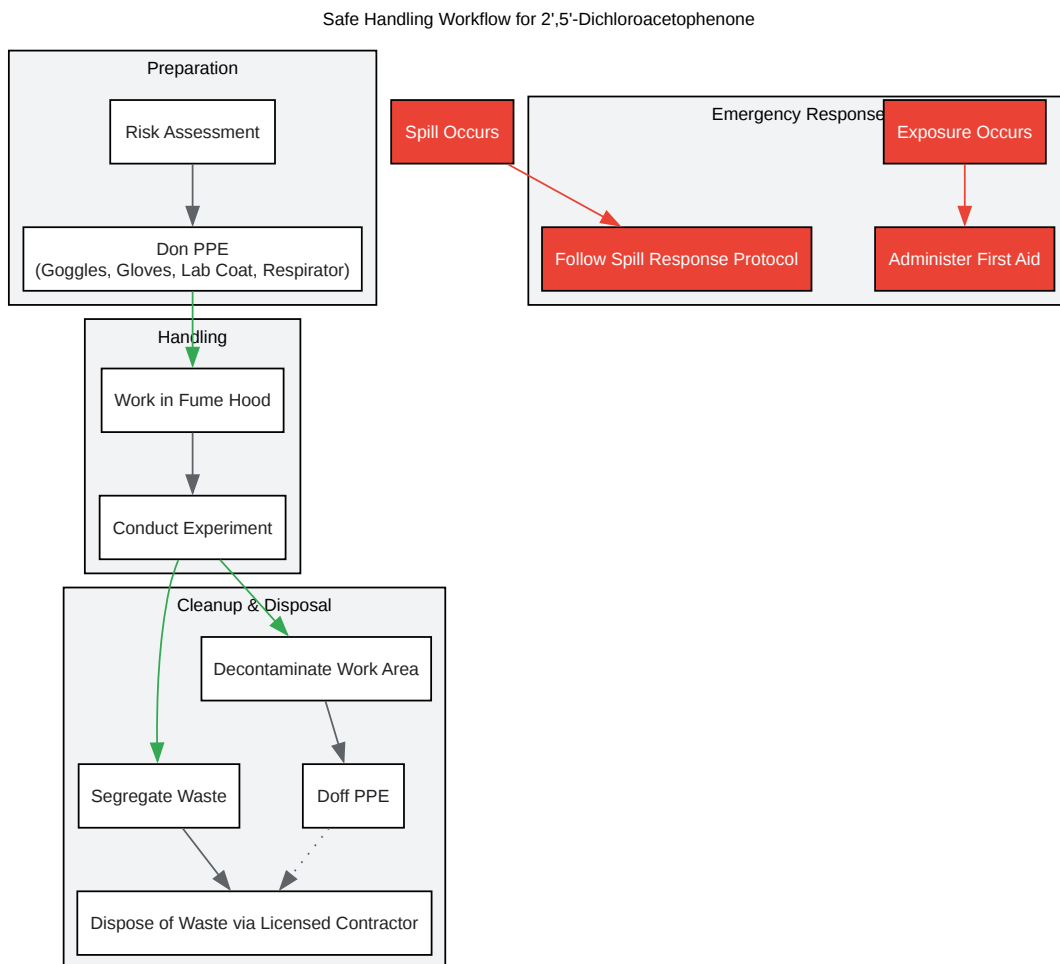 Safe Handling Workflow for 2',5'-Dichloroacetophenone
Preparation
Risk Assessment
Don PPE
(Goggles, Gloves, Lab Coat, Respirator)
Spill Occurs
Emergency Response
Exposure Occurs
Follow Spill Response Protocol
Administer First Aid
Handling
Work in Fume Hood
Conduct Experiment
Cleanup & Disposal
Decontaminate Work Area
Segregate Waste
Doff PPE
Dispose of Waste via Licensed Contractor